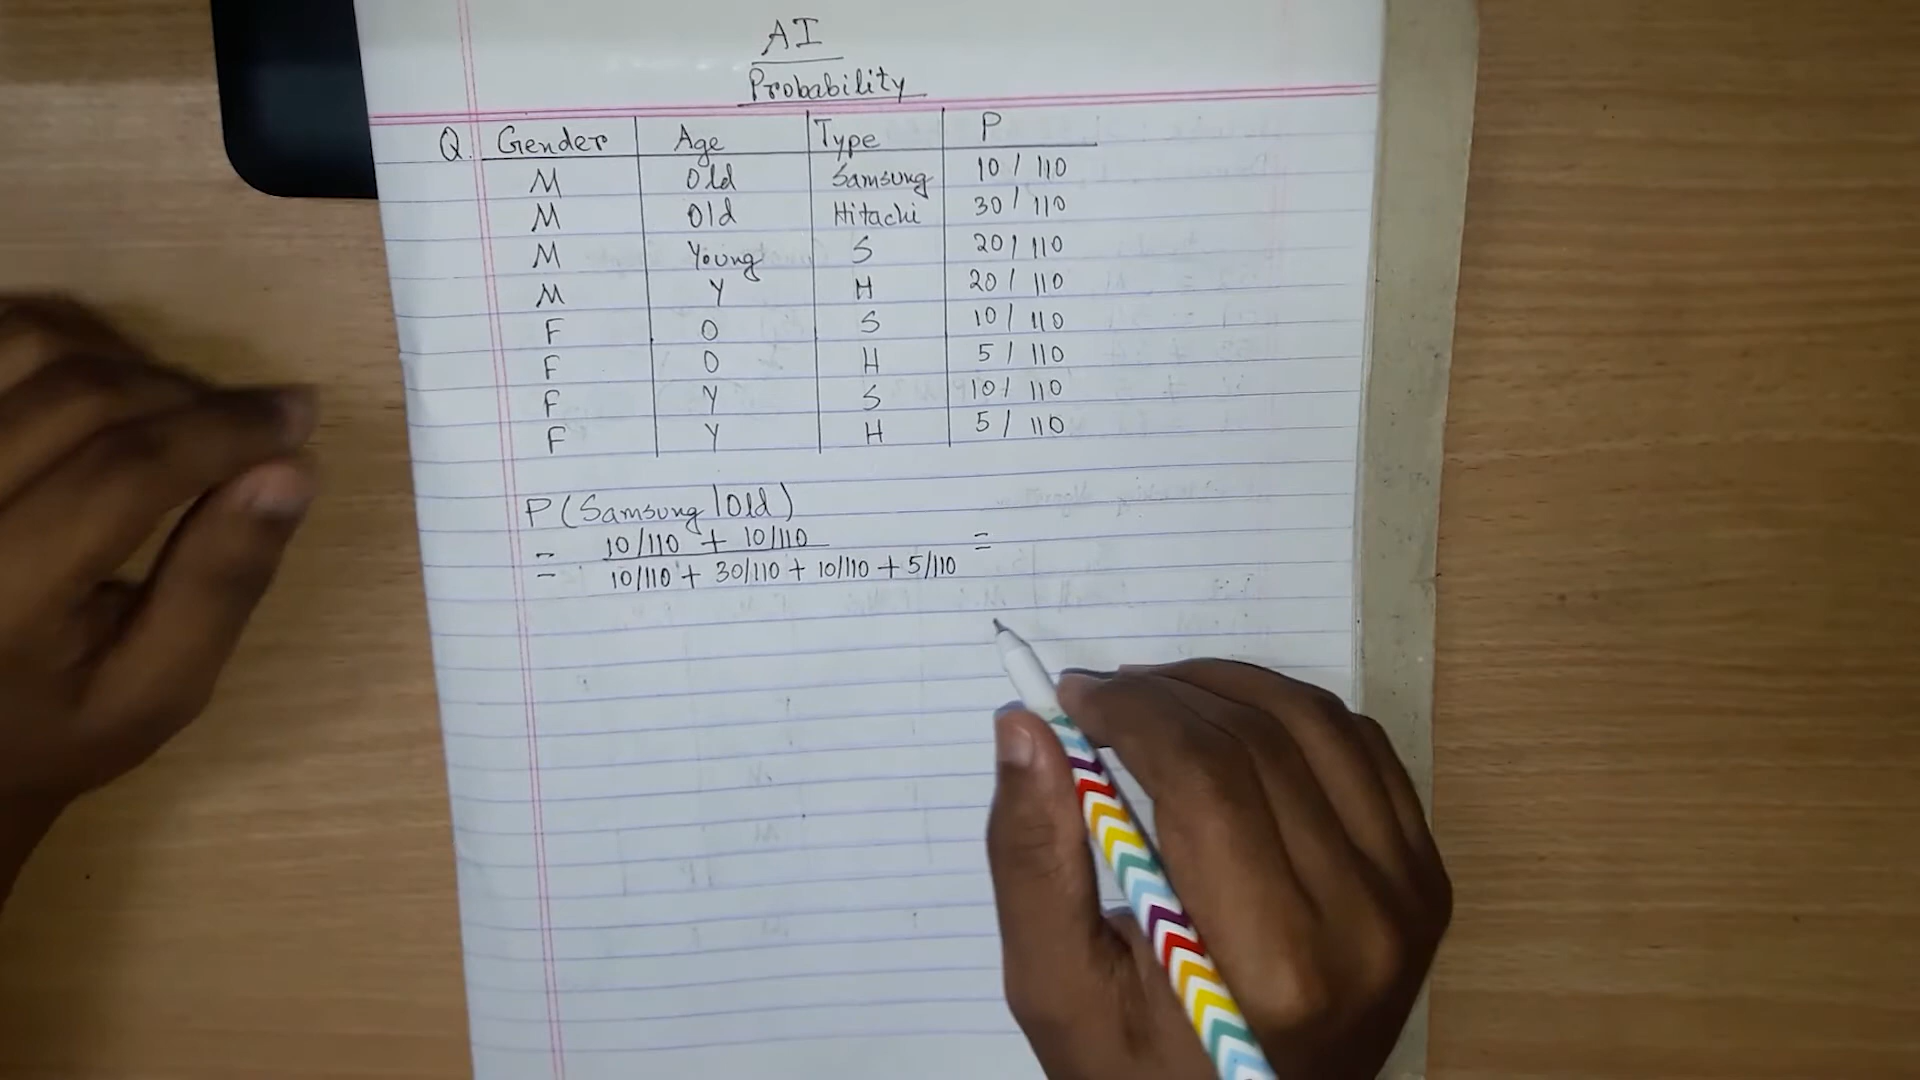 AI
Probability
Q. Gender Age Type P
M Old Samsung 10 / 110
M Old Hitachi 30 / 110
M Young S 20 / 110
M Y H 20 / 110
F O S 10 / 110
F O H 5 / 110
F Y S 10 / 110
F Y H 5 / 110
P (Samsung | Old)
= 10/110 + 10/110 =
10/110 + 30/110 + 10/110 + 5/110